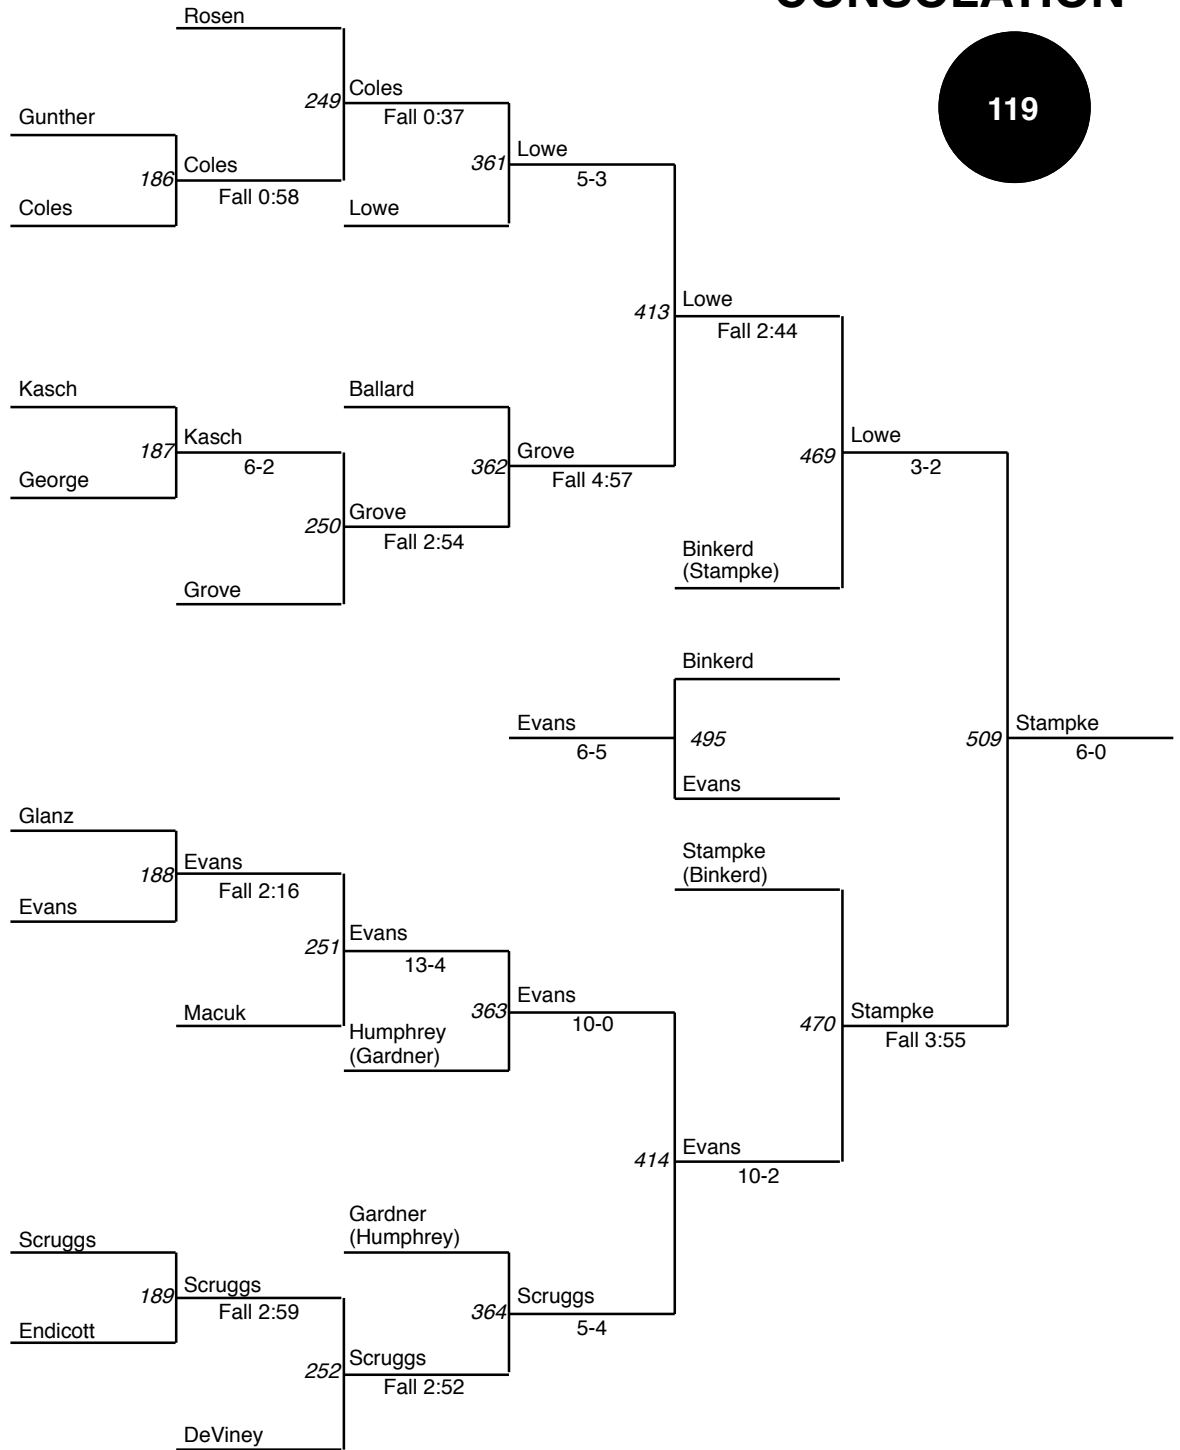 CONSOLATION
119
Rosen
249
Coles
Fall 0:37
Gunther
186
Coles
Fall 0:58
Coles
361
Lowe
5-3
Lowe
413
Lowe
Fall 2:44
Kasch
187
Kasch
6-2
George
Ballard
362
Grove
Fall 4:57
250
Grove
Fall 2:54
Grove
469
Lowe
3-2
Binkerd
(Stampke)
Binkerd
Evans
6-5
495
Evans
509
Stampke
6-0
Glanz
188
Evans
Fall 2:16
Evans
251
Evans
13-4
Macuk
Humphrey
(Gardner)
363
Evans
10-0
Stampke
(Binkerd)
470
Stampke
Fall 3:55
414
Evans
10-2
Gardner
(Humphrey)
Scruggs
189
Scruggs
Fall 2:59
Endicott
364
Scruggs
5-4
252
Scruggs
Fall 2:52
DeViney